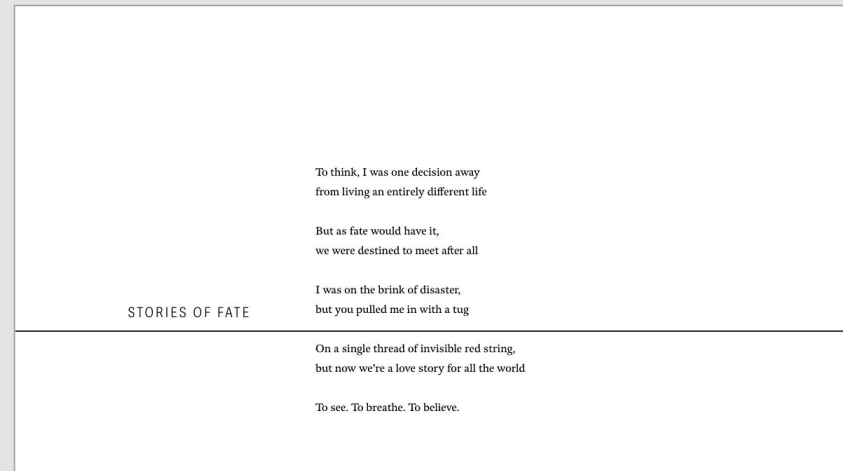 To think, I was one decision away
from living an entirely different life
But as fate would have it,
we were destined to meet after all
I was on the brink of disaster,
but you pulled me in with a tug
STORIES OF FATE
On a single thread of invisible red string,
but now we're a love story for all the world
To see. To breathe. To believe.